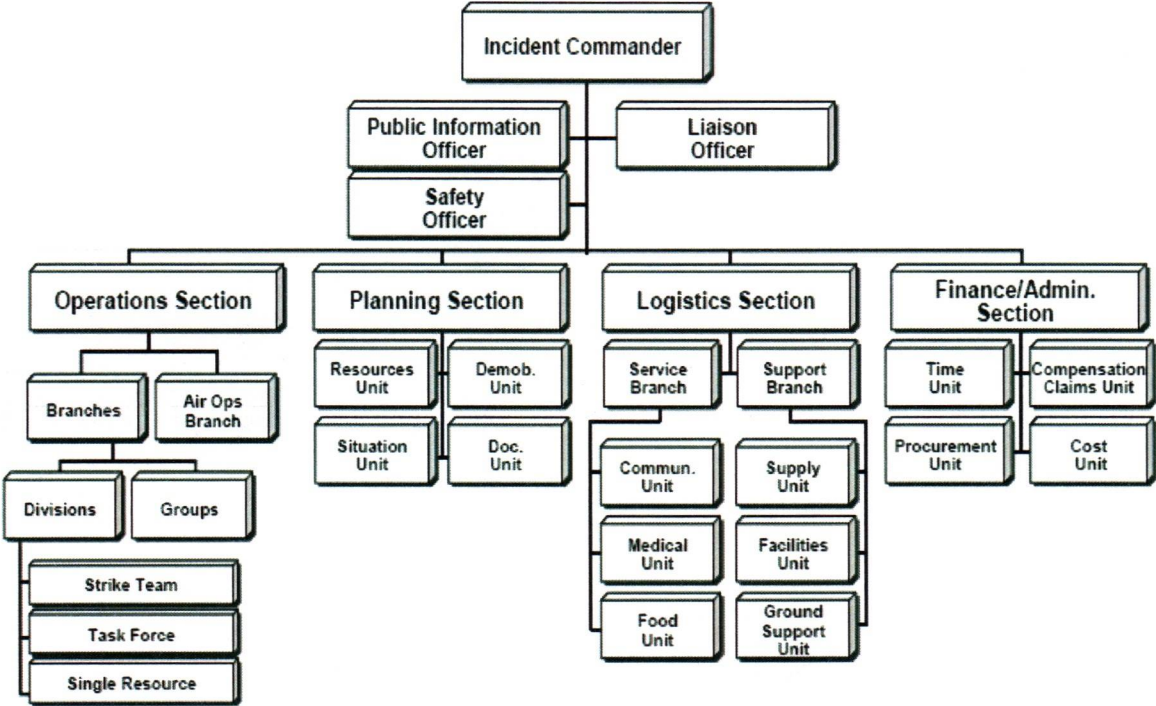 Incident Commander
Public Information
Officer
Liaison
Officer
Safety
Officer
Operations Section
Planning Section
Logistics Section
Finance/Admin.
Section
Branches
Air Ops
Branch
Divisions
Groups
Strike Team
Task Force
Single Resource
Resources
Unit
Demob.
Unit
Situation
Unit
Doc.
Unit
Service
Branch
Support
Branch
Commun.
Unit
Supply
Unit
Medical
Unit
Facilities
Unit
Food
Unit
Ground
Support
Unit
Time
Unit
Compensation
Claims Unit
Procurement
Unit
Cost
Unit